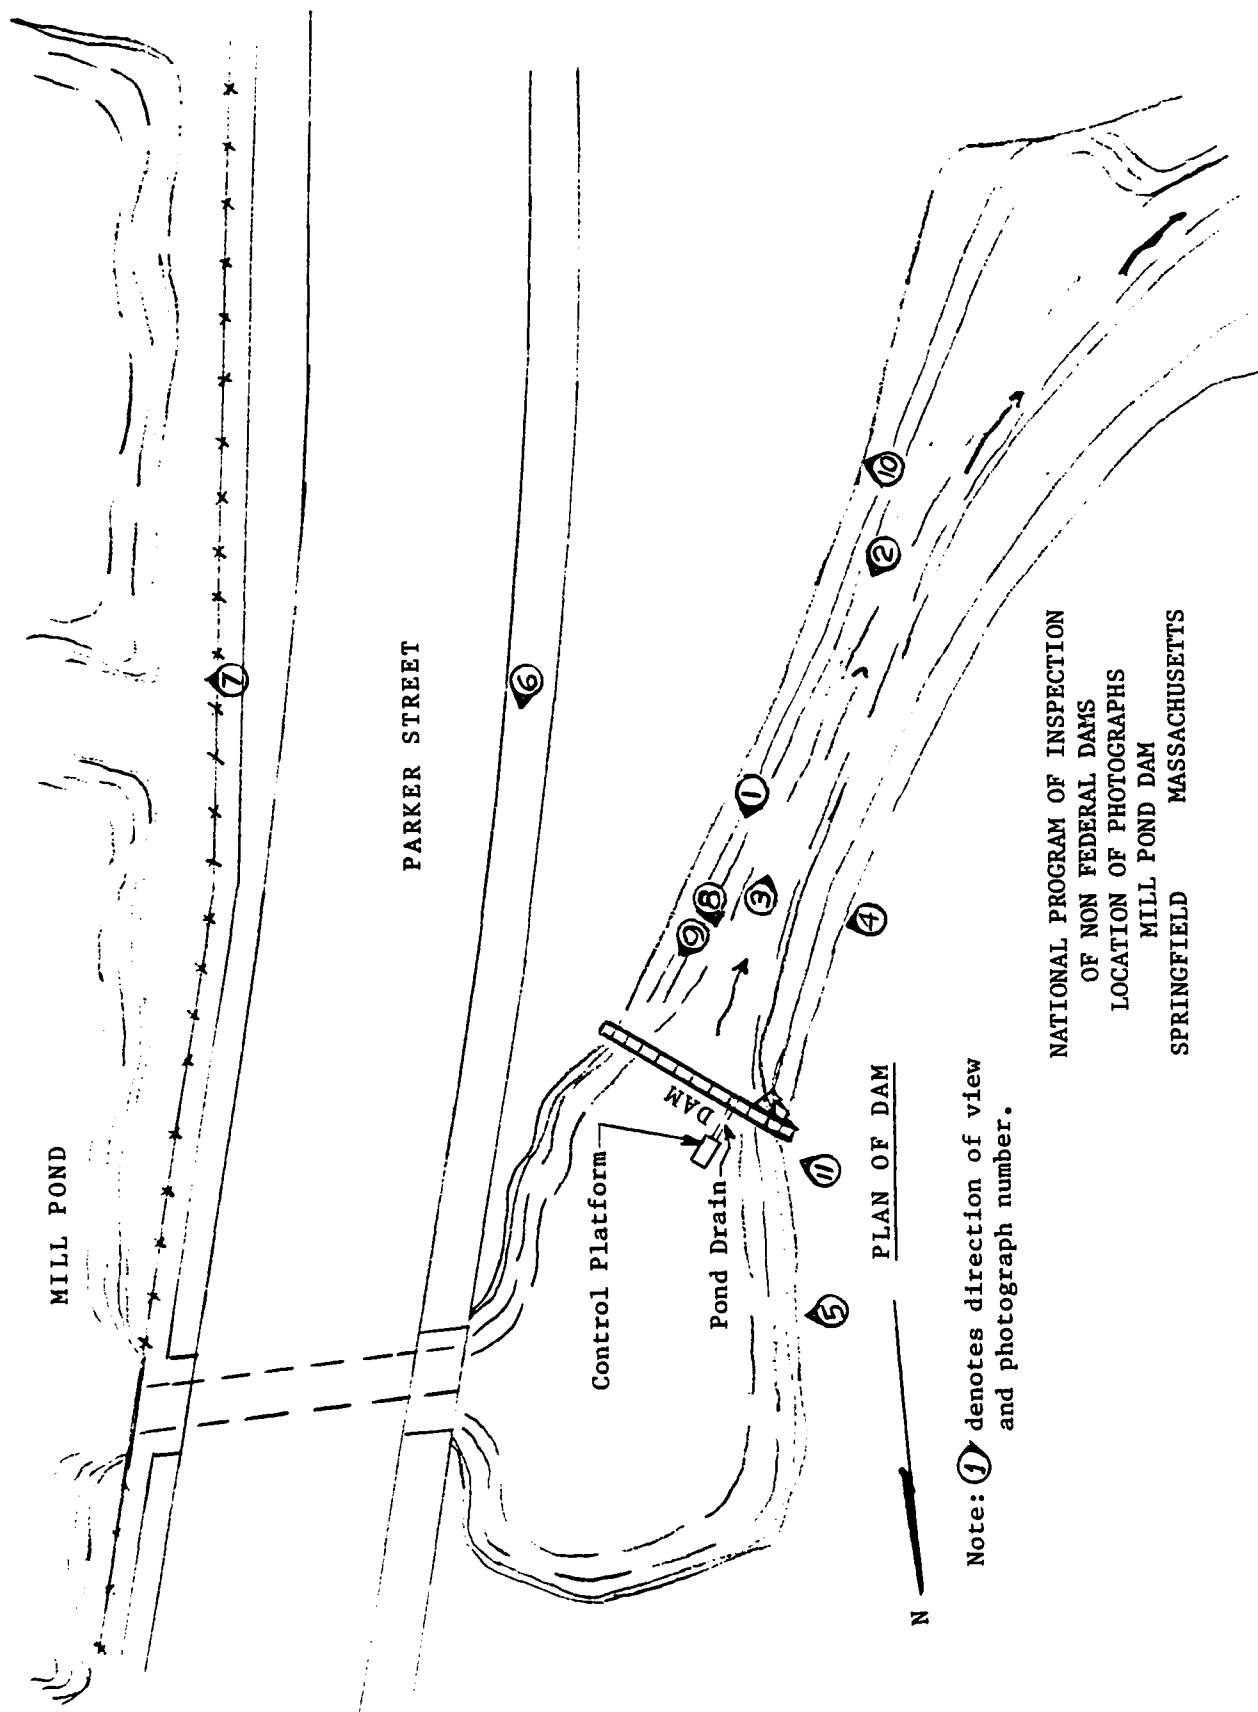 MILL POND
PARKER STREET
7
6
10
2
1
8
3
9
4
DAM
Control Platform
Pond Drain
11
5
PLAN OF DAM
N
Note: 1 denotes direction of view
and photograph number.
NATIONAL PROGRAM OF INSPECTION
OF NON FEDERAL DAMS
LOCATION OF PHOTOGRAPHS
MILL POND DAM
SPRINGFIELD MASSACHUSETTS